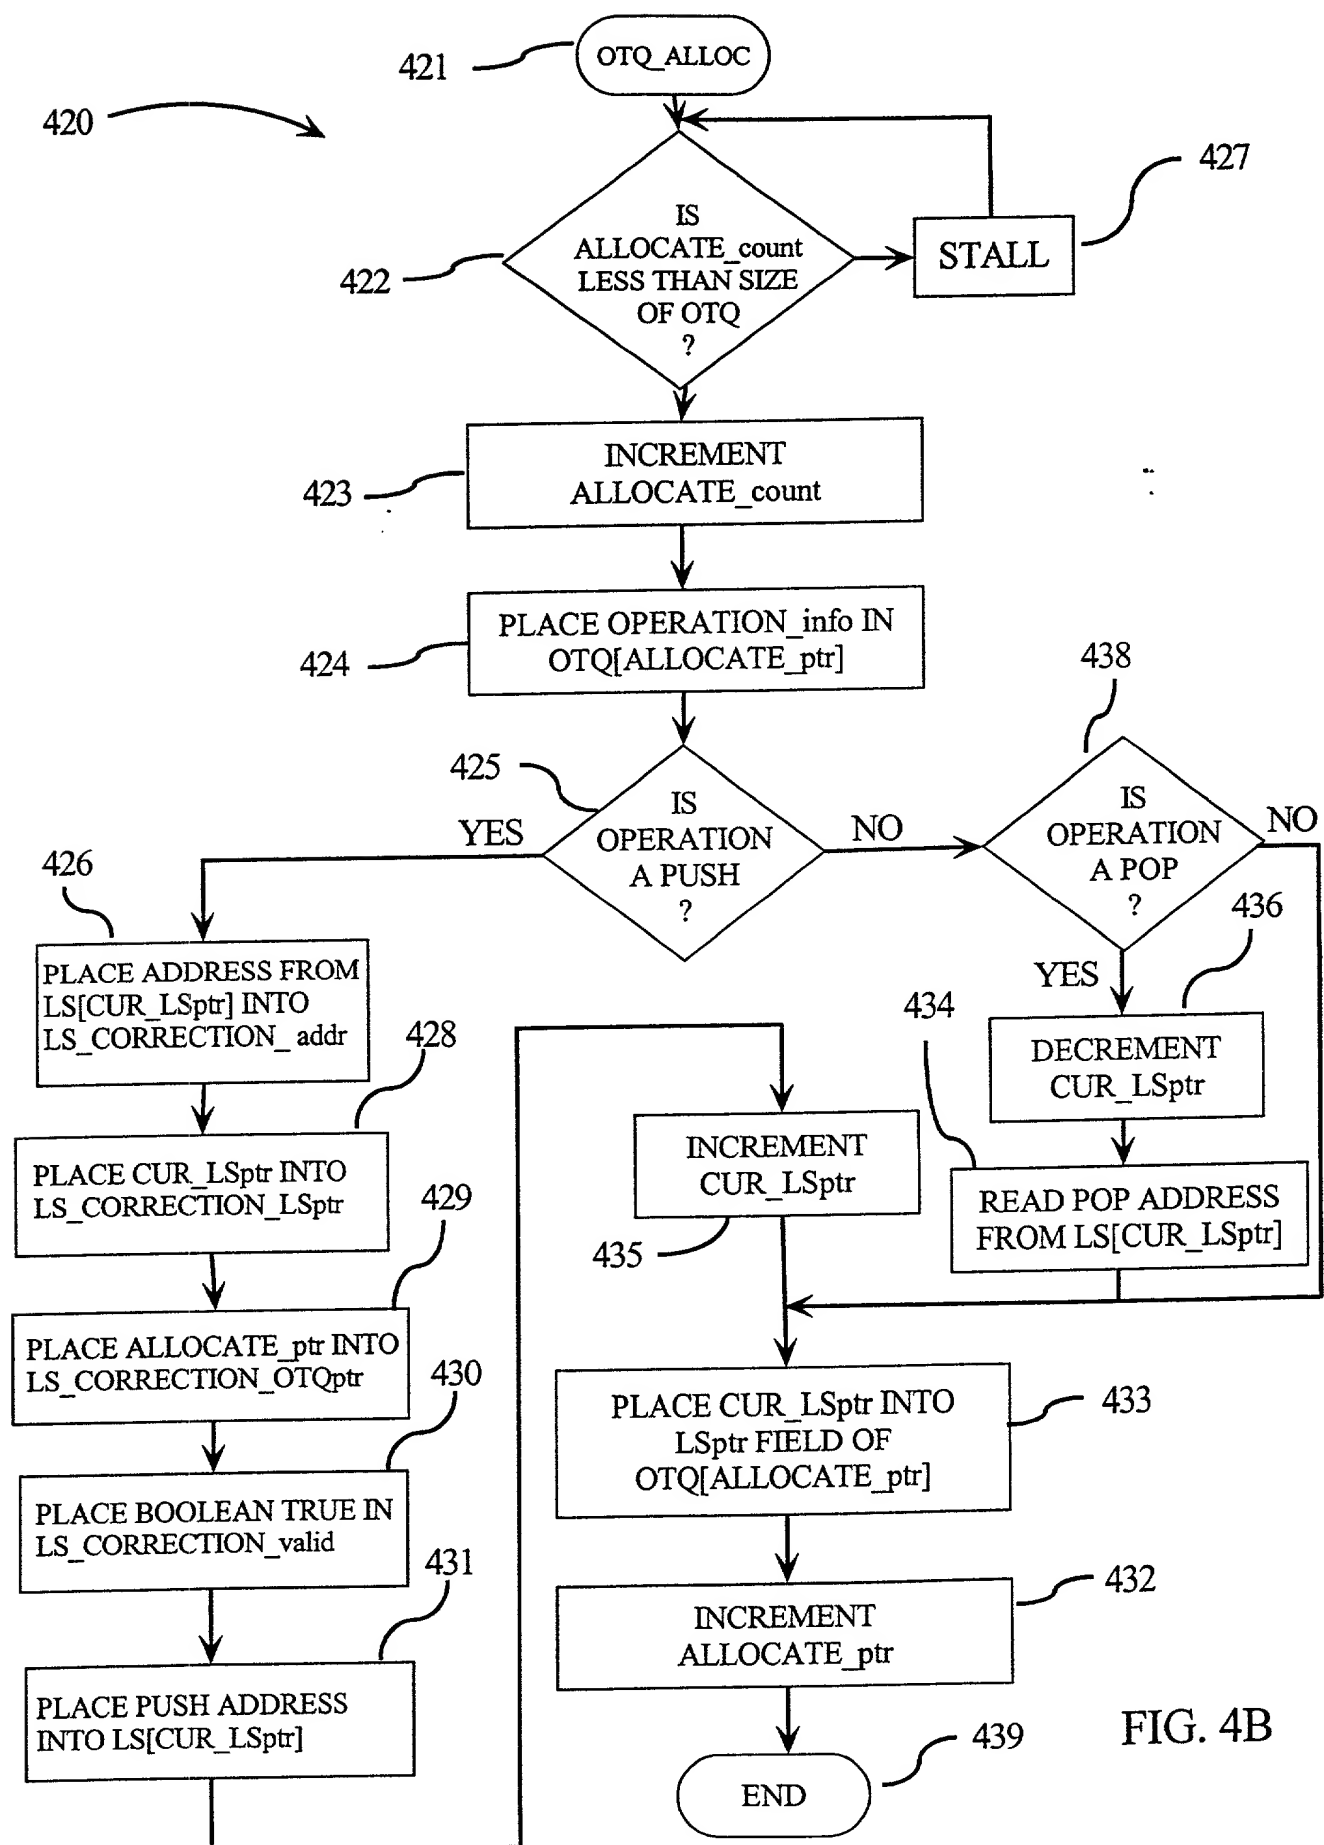 421
OTQ_ALLOC
420
427
IS
ALLOCATE_count
LESS THAN SIZE
OF OTQ
?
422
STALL
423
INCREMENT
ALLOCATE_count
424
PLACE OPERATION_info IN
OTQ[ALLOCATE_ptr]
438
425
YES
IS
OPERATION
A PUSH
?
NO
IS
OPERATION
A POP
?
NO
426
436
YES
PLACE ADDRESS FROM
LS[CUR_LSptr] INTO
LS_CORRECTION_ addr
428
434
DECREMENT
CUR_LSptr
PLACE CUR_LSptr INTO
LS_CORRECTION_LSptr
INCREMENT
CUR_LSptr
435
READ POP ADDRESS
FROM LS[CUR_LSptr]
429
PLACE ALLOCATE_ptr INTO
LS_CORRECTION_OTQptr
430
PLACE CUR_LSptr INTO
LSptr FIELD OF
OTQ[ALLOCATE_ptr]
433
PLACE BOOLEAN TRUE IN
LS_CORRECTION_valid
431
INCREMENT
ALLOCATE_ptr
432
PLACE PUSH ADDRESS
INTO LS[CUR_LSptr]
END
439
FIG. 4B